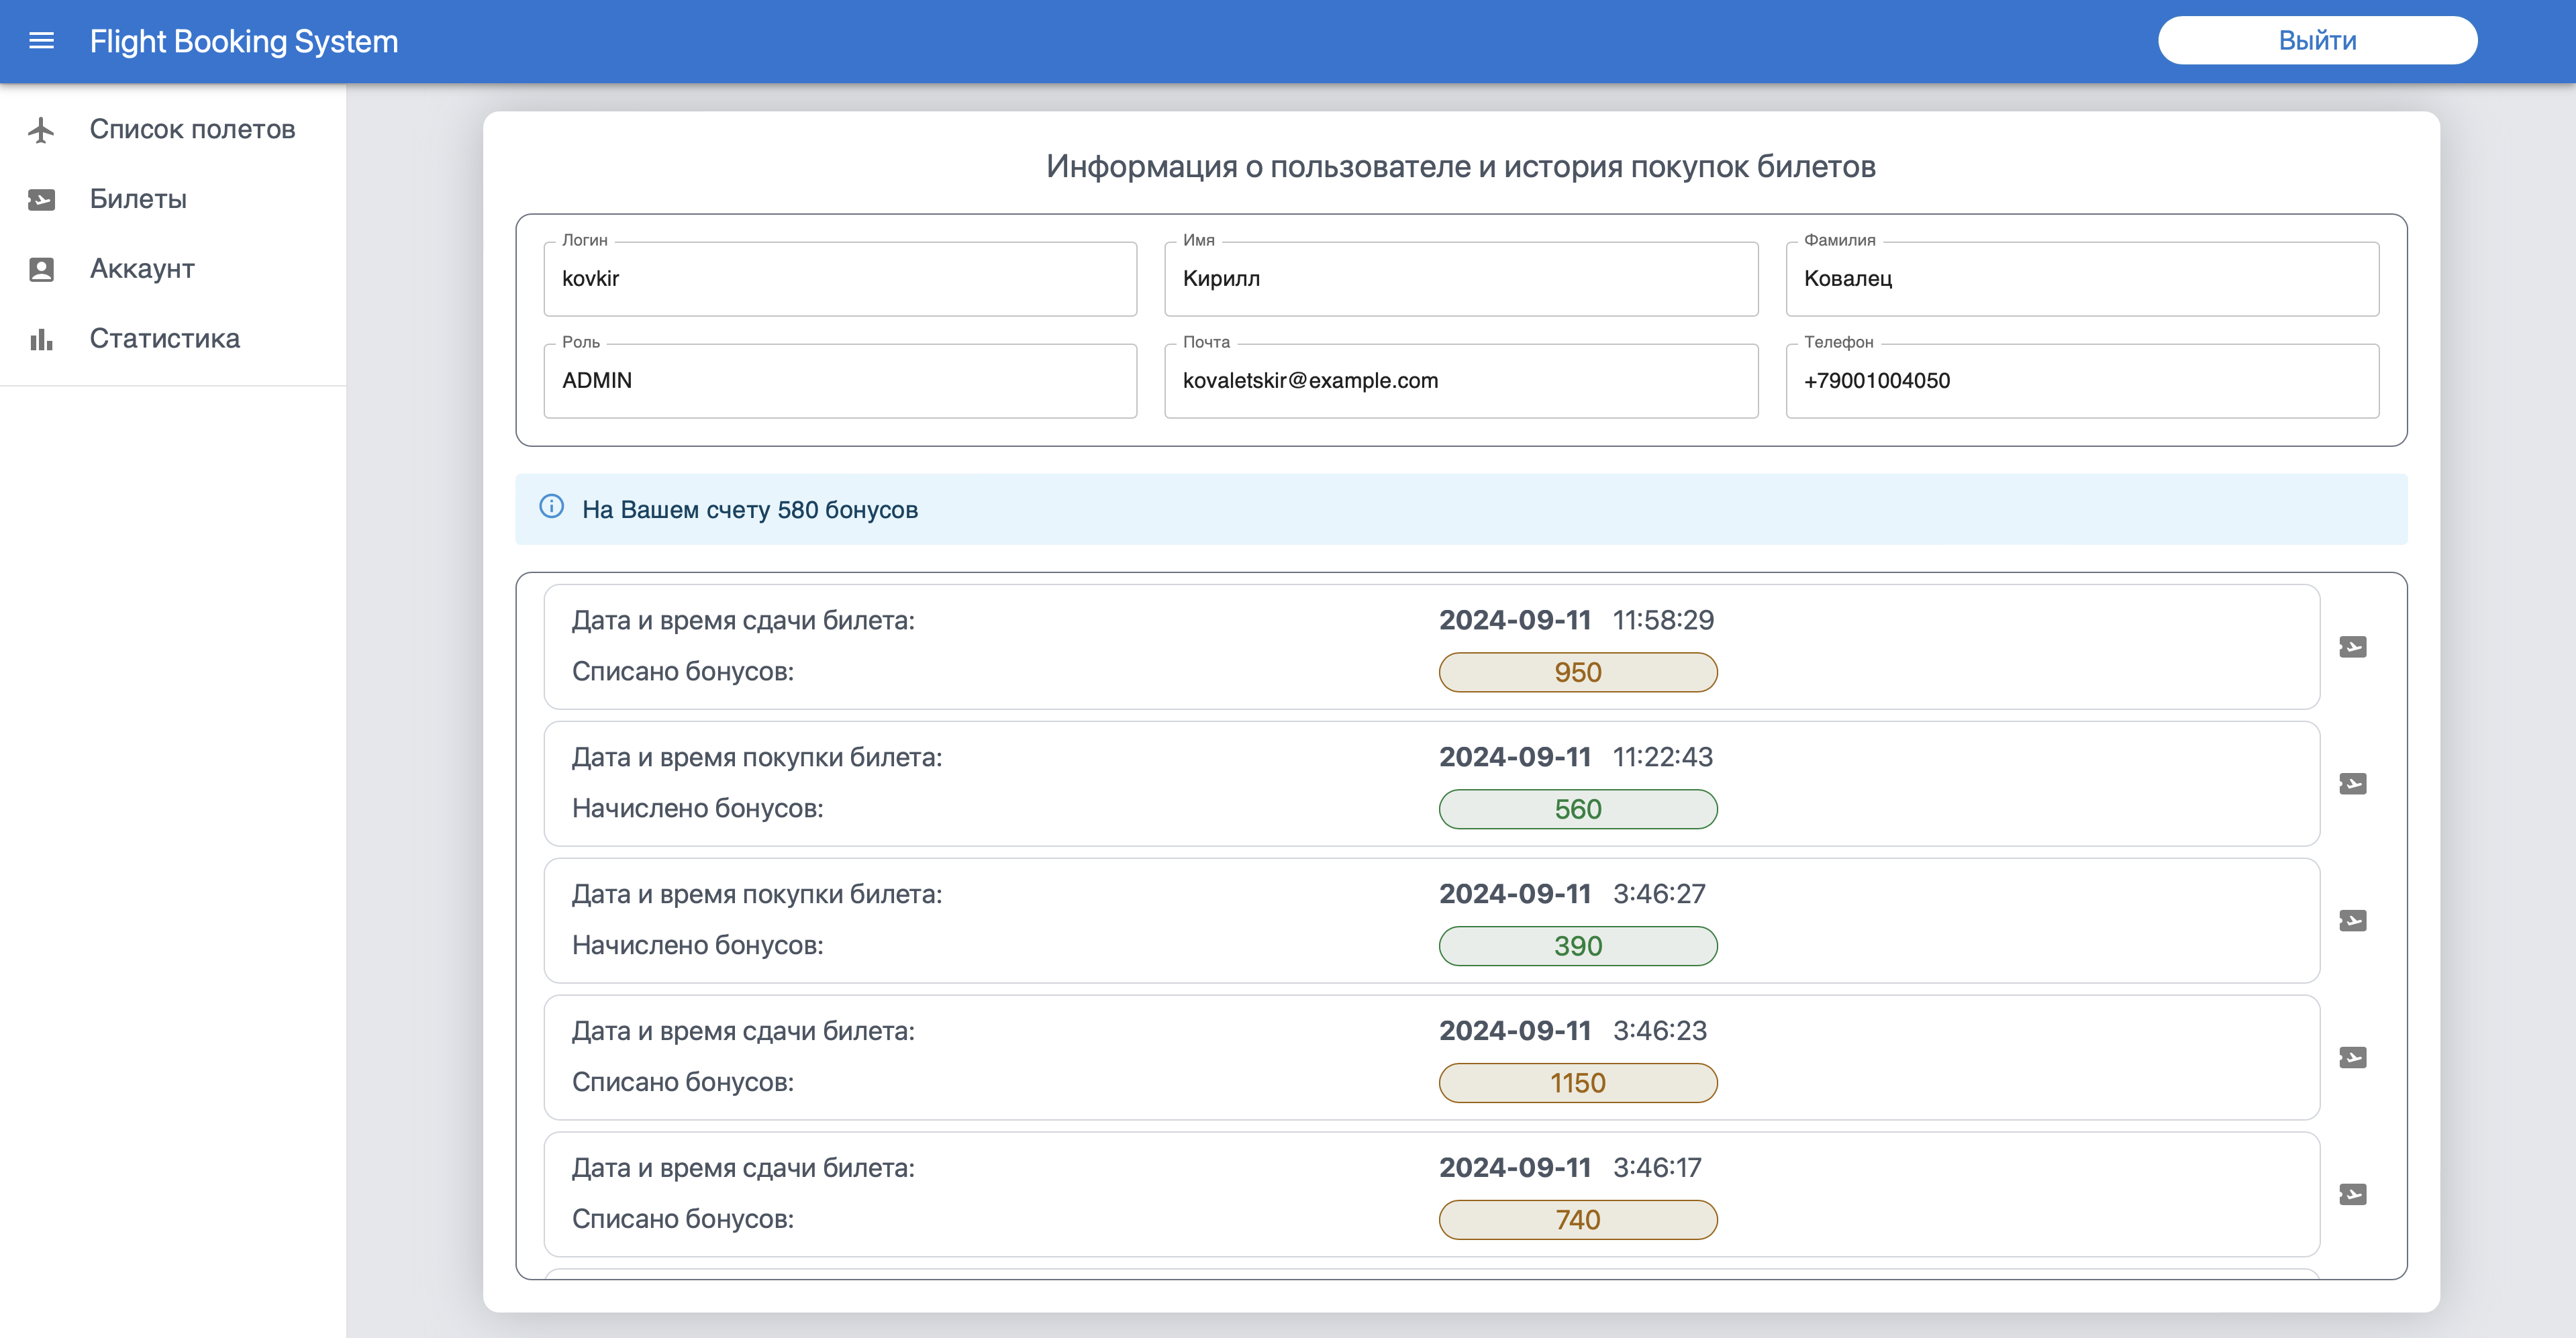 Flight Booking System
Выйти
Список полетов
Билеты
Аккаунт
Статистика
Информация о пользователе и история покупок билетов
Логин
kovkir
Имя
Кирилл
Фамилия
Ковалец
Роль
ADMIN
Почта
kovaletskir@example.com
Телефон
+79001004050
На Вашем счету 580 бонусов
Дата и время сдачи билета: 2024-09-11 11:58:29
Списано бонусов: 950
Дата и время покупки билета: 2024-09-11 11:22:43
Начислено бонусов: 560
Дата и время покупки билета: 2024-09-11 3:46:27
Начислено бонусов: 390
Дата и время сдачи билета: 2024-09-11 3:46:23
Списано бонусов: 1150
Дата и время сдачи билета: 2024-09-11 3:46:17
Списано бонусов: 740